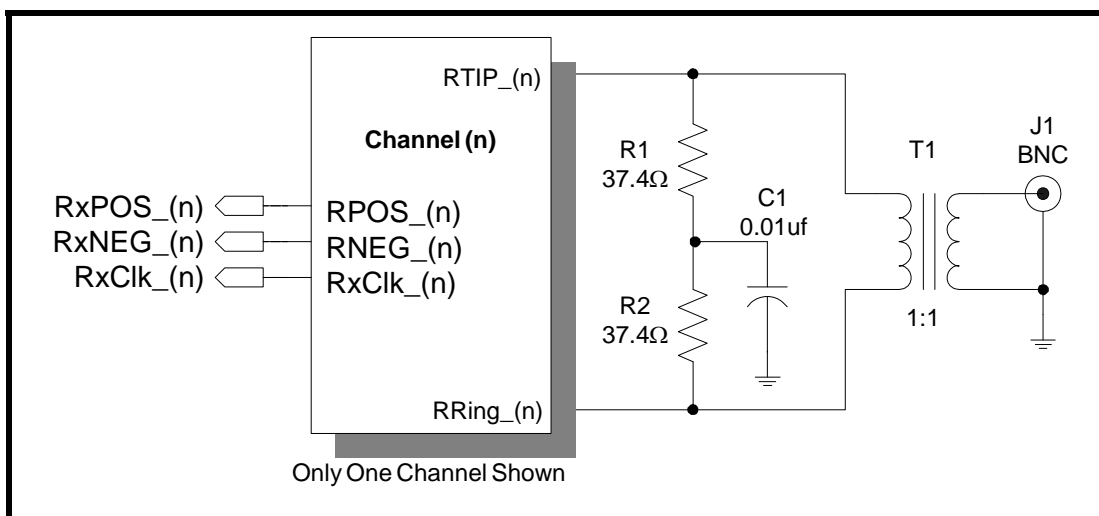 RTIP_(n)
Channel (n)
RxPOS_(n)
RxNEG_(n)
RxClk_(n)
RPOS_(n)
RNEG_(n)
RxClk_(n)
RRing_(n)
Only One Channel Shown
R1
37.4Ω
C1
0.01uf
R2
37.4Ω
T1
1:1
J1
BNC